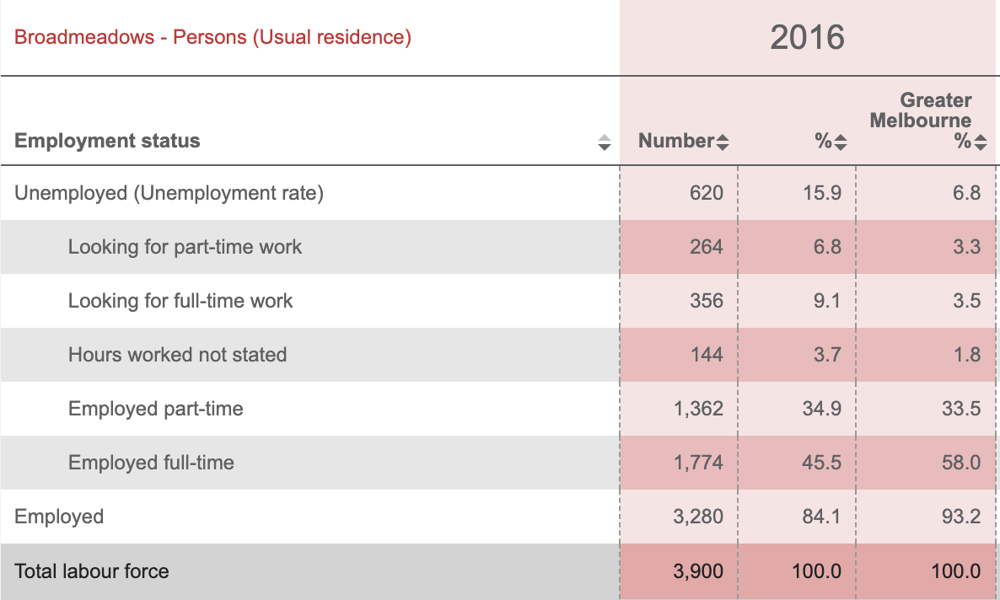 Broadmeadows - Persons (Usual residence) 2016
Employment status Number % Greater Melbourne %
Unemployed (Unemployment rate) 620 15.9 6.8
Looking for part-time work 264 6.8 3.3
Looking for full-time work 356 9.1 3.5
Hours worked not stated 144 3.7 1.8
Employed part-time 1,362 34.9 33.5
Employed full-time 1,774 45.5 58.0
Employed 3,280 84.1 93.2
Total labour force 3,900 100.0 100.0